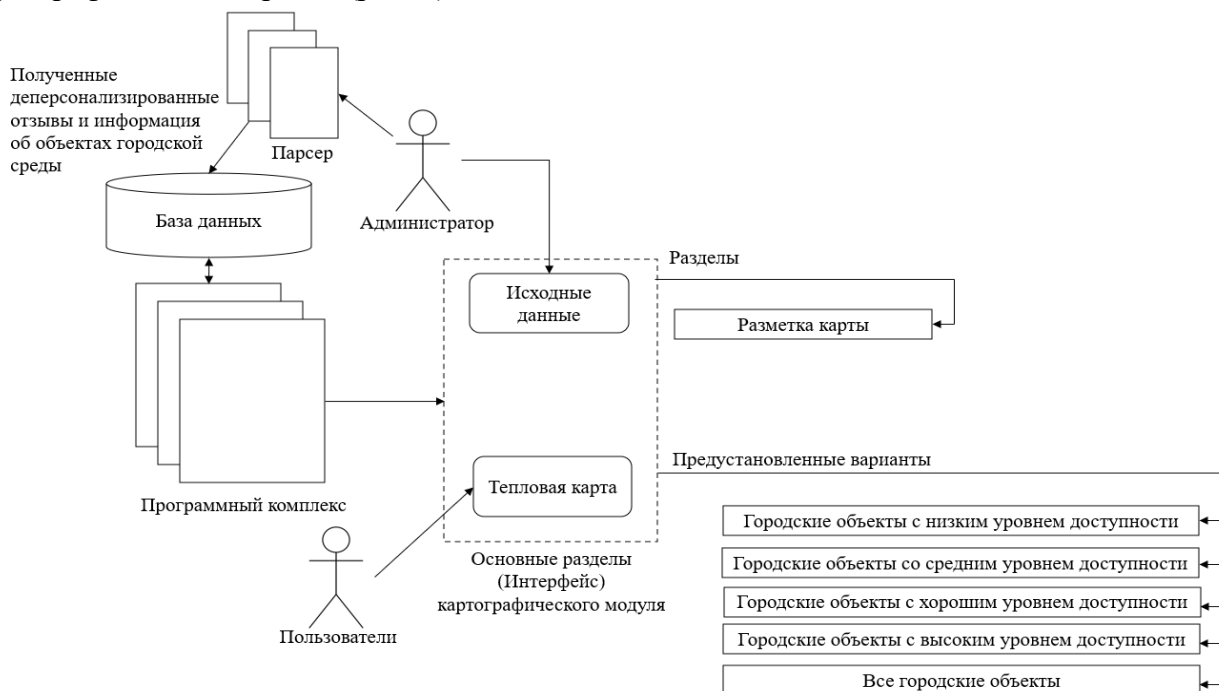 Полученные
деперсонализированные
отзывы и информация
об объектах городской
среды
Парсер
База данных
Администратор
Исходные
данные
Разделы
Разметка карты
Программный комплекс
Тепловая карта
Предустановленные варианты
Основные разделы
(Интерфейс)
картографического модуля
Пользователи
Городские объекты с низким уровнем доступности
Городские объекты со средним уровнем доступности
Городские объекты с хорошим уровнем доступности
Городские объекты с высоким уровнем доступности
Все городские объекты